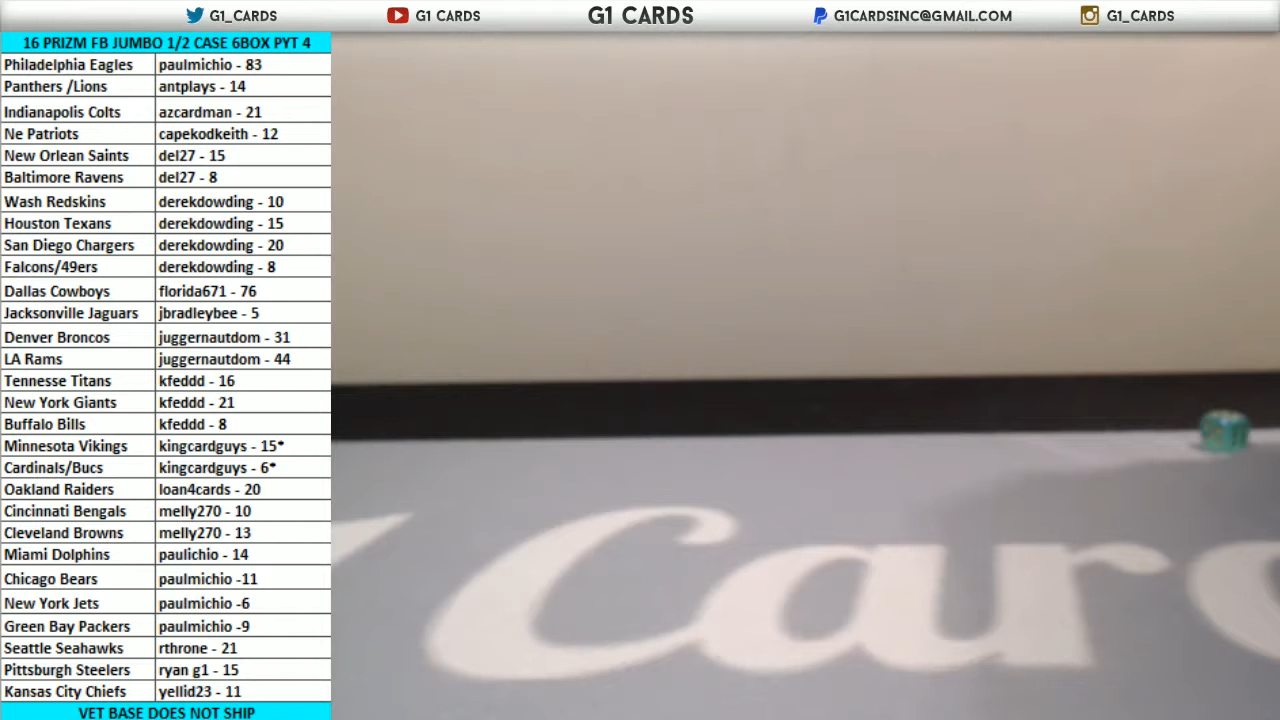 G1_CARDS G1 CARDS G1 CARDS G1CARDSINC@GMAIL.COM G1_CARDS
16 PRIZM FB JUMBO 1/2 CASE 6BOX PYT 4
Philadelphia Eagles paulmichio - 83
Panthers /Lions antplays - 14
Indianapolis Colts azcardman - 21
Ne Patriots capekodkeith - 12
New Orlean Saints del27 - 15
Baltimore Ravens del27 - 8
Wash Redskins derekdowding - 10
Houston Texans derekdowding - 15
San Diego Chargers derekdowding - 20
Falcons/49ers derekdowding - 8
Dallas Cowboys florida671 - 76
Jacksonville Jaguars jbradleybee - 5
Denver Broncos juggernautdom - 31
LA Rams juggernautdom - 44
Tennesse Titans kfeddd - 16
New York Giants kfeddd - 21
Buffalo Bills kfeddd - 8
Minnesota Vikings kingcardguys - 15*
Cardinals/Bucs kingcardguys - 6*
Oakland Raiders loan4cards - 20
Cincinnati Bengals melly270 - 10
Cleveland Browns melly270 - 13
Miami Dolphins paulichio - 14
Chicago Bears paulmichio -11
New York Jets paulmichio -6
Green Bay Packers paulmichio -9
Seattle Seahawks rthrone - 21
Pittsburgh Steelers ryan g1 - 15
Kansas City Chiefs yellid23 - 11
VET BASE DOES NOT SHIP
Car